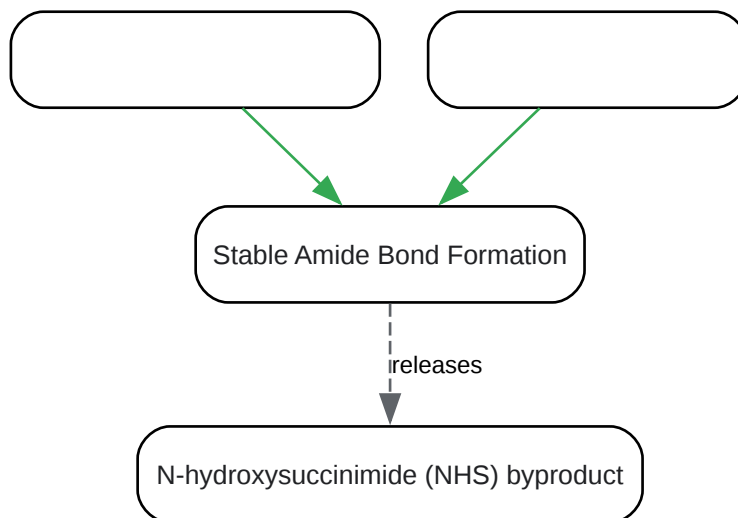 Stable Amide Bond Formation
releases
N-hydroxysuccinimide (NHS) byproduct